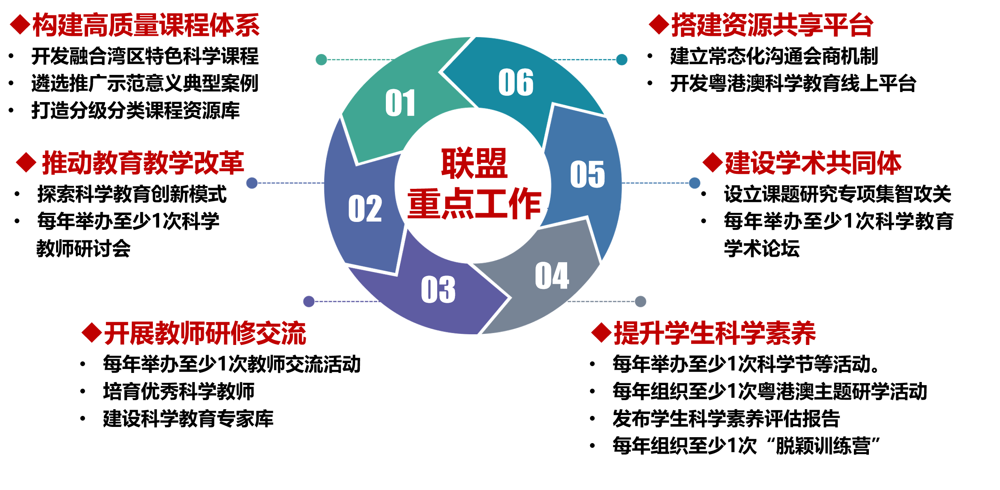 ◆构建高质量课程体系
• 开发融合湾区特色科学课程
• 遴选推广示范意义典型案例
• 打造分级分类课程资源库
◆推动教育教学改革
• 探索科学教育创新模式
• 每年举办至少1次科学
教师研讨会
◆开展教师研修交流
• 每年举办至少1次教师交流活动
• 培育优秀科学教师
• 建设科学教育专家库
联盟
重点工作
01
02
03
04
05
06
◆搭建资源共享平台
• 建立常态化沟通会商机制
• 开发粤港澳科学教育线上平台
◆建设学术共同体
• 设立课题研究专项集智攻关
• 每年举办至少1次科学教育
学术论坛
◆提升学生科学素养
• 每年举办至少1次科学节等活动。
• 每年组织至少1次粤港澳主题研学活动
• 发布学生科学素养评估报告
• 每年组织至少1次“脱颖训练营”